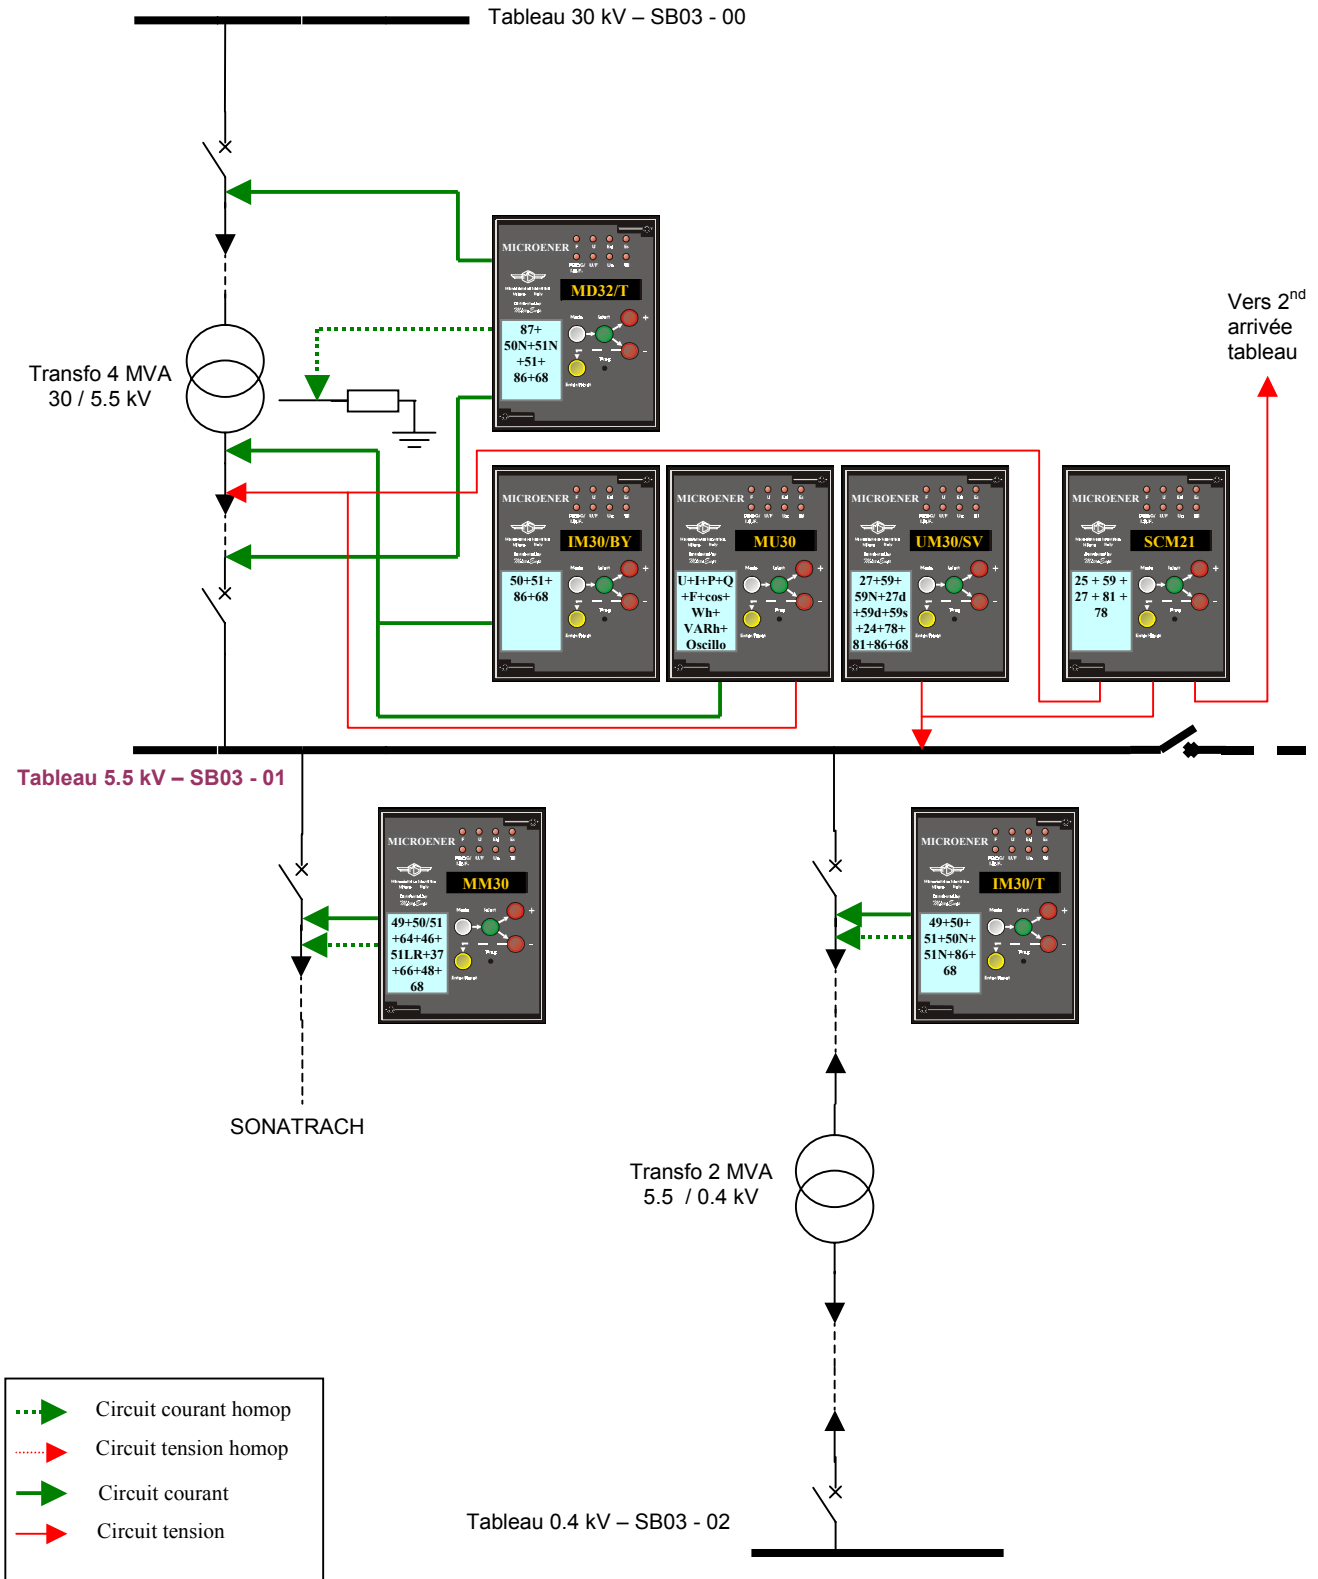 Tableau 30 kV – SB03 - 00
MICROENER
MD32/T
87+
50N+51N
+51+
86+68
Vers 2nd
arrivée
tableau
Transfo 4 MVA
30 / 5.5 kV
MICROENER
IM30/BY
50+51+
86+68
MICROENER
MU30
U+I+P+Q
+F+cos+
Wh+
VARh+
Oscillo
MICROENER
UM30/SV
27+59+
59N+27d
+59d+59s
+24+78+
81+86+68
MICROENER
SCM21
25 + 59 +
27 + 81 +
78
Tableau 5.5 kV – SB03 - 01
MICROENER
MM30
49+50/51
+64+46+
51LR+37
+66+48+
68
MICROENER
IM30/T
49+50+
51+50N+
51N+86+
68
SONATRACH
Transfo 2 MVA
5.5 / 0.4 kV
Circuit courant homop
Circuit tension homop
Circuit courant
Circuit tension
Tableau 0.4 kV – SB03 - 02